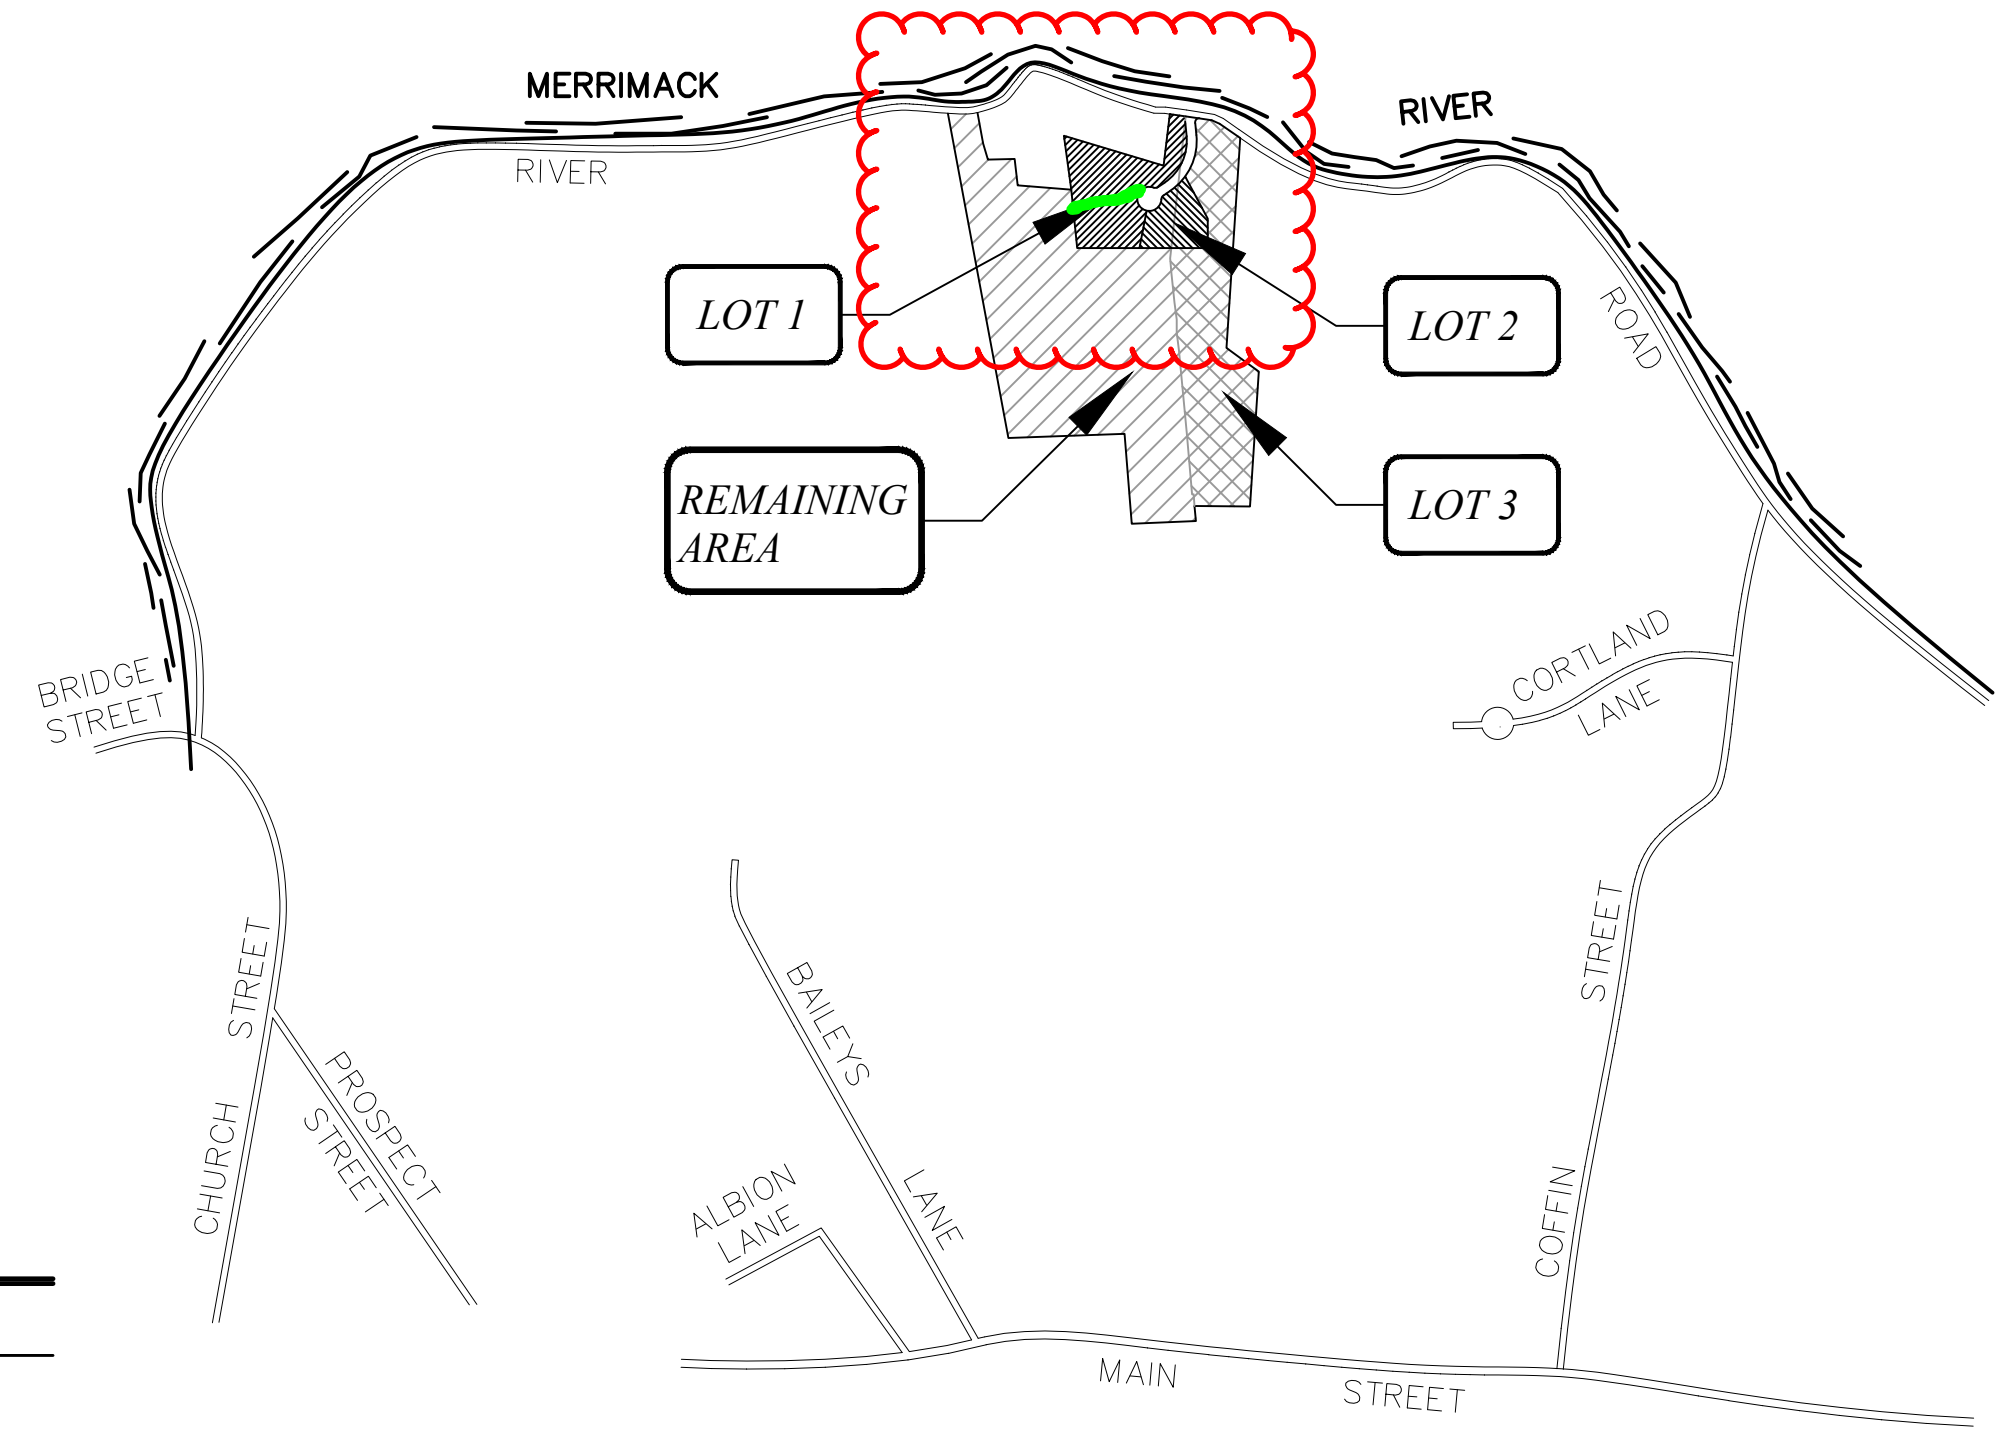 MERRIMACK
RIVER
RIVER
ROAD
LOT 1
LOT 2
REMAINING
AREA
LOT 3
BRIDGE
STREET
CORTLAND
LANE
CHURCH
STREET
PROSPECT
STREET
BAILEYS
LANE
ALBION
LANE
COFFIN
STREET
MAIN
STREET